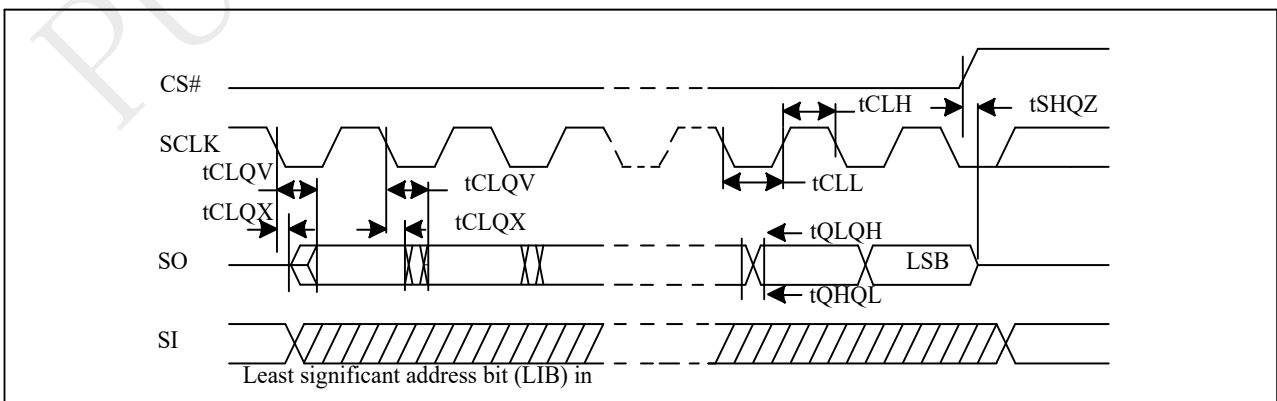 PU
CS#
tCLH
tSHQZ
SCLK
tCLQV
tCLQV
tCLL
tCLQX
tCLQX
tQLQH
SO
LSB
tQHQL
SI
Least significant address bit (LIB) in